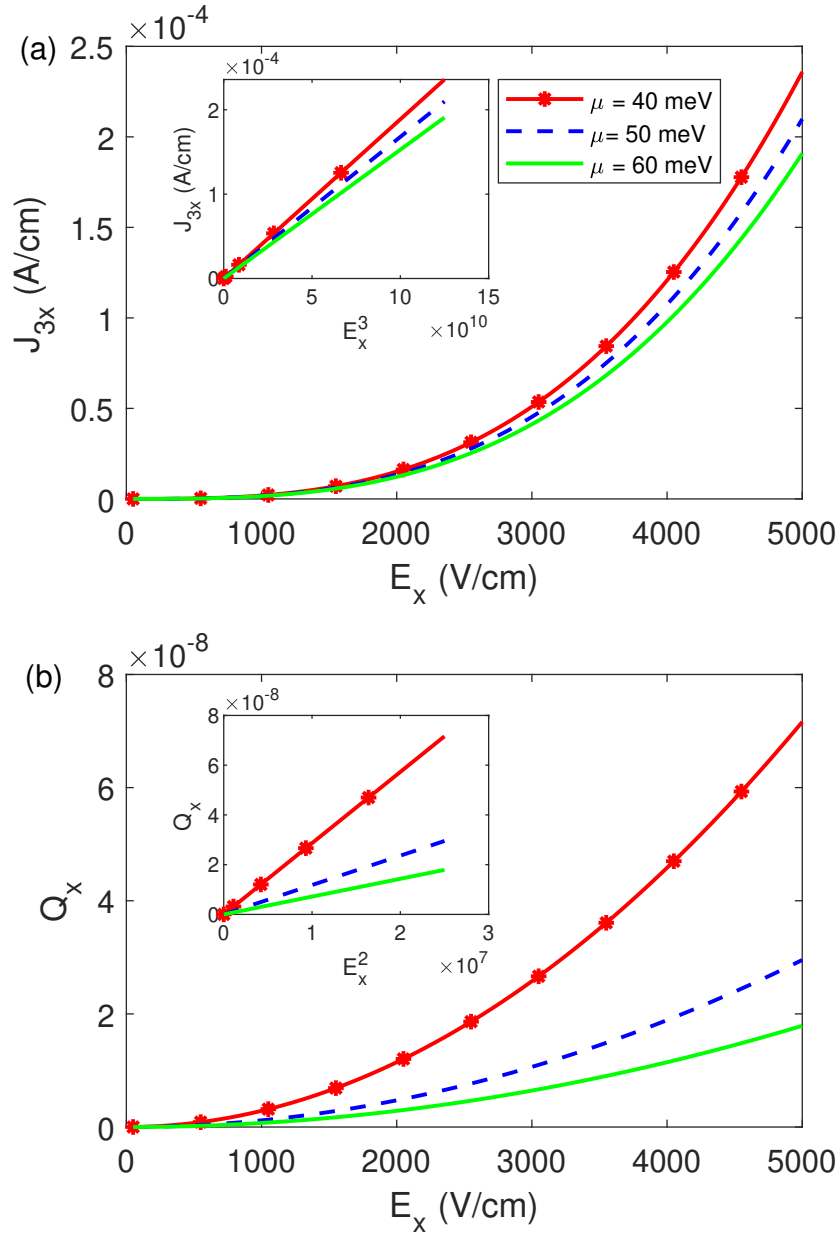 (a)
×10^-4
J_3x (A/cm)
2.5
2
1.5
1
0.5
0
0 1000 2000 3000 4000 5000
E_x (V/cm)
×10^-4
J_3x (A/cm)
2
1
0
0 5 10 15
E_x^3 ×10^10
μ = 40 meV
μ= 50 meV
μ = 60 meV
(b)
×10^-8
Q_x
8
6
4
2
0
0 1000 2000 3000 4000 5000
E_x (V/cm)
×10^-8
Q_x
8
6
4
2
0
0 1 2 3
E_x^2 ×10^7